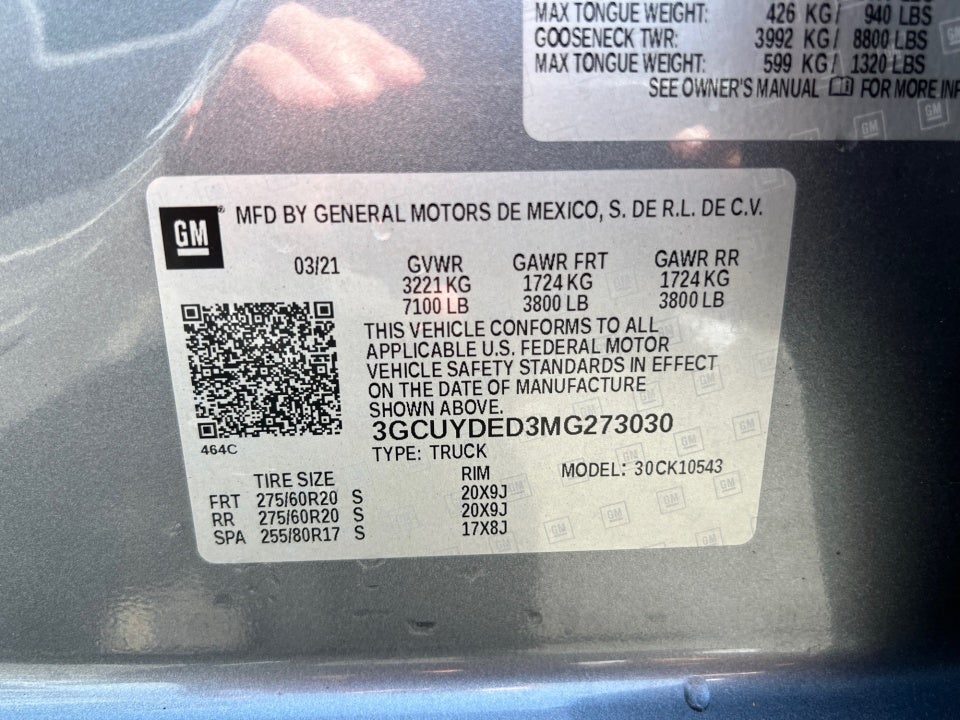 MAX TONGUE WEIGHT: 426 KG/ 940 LBS
GOOSENECK TWR: 3992 KG/ 8800 LBS
MAX TONGUE WEIGHT: 599 KG/ 1320 LBS
SEE OWNER'S MANUAL FOR MORE INF
GM
GM
GM® MFD BY GENERAL MOTORS DE MEXICO, S. DE R.L. DE C.V.
03/21 GVWR GAWR FRT GAWR RR
3221 KG 1724 KG 1724 KG
7100 LB 3800 LB 3800 LB
THIS VEHICLE CONFORMS TO ALL
APPLICABLE U.S. FEDERAL MOTOR
VEHICLE SAFETY STANDARDS IN EFFECT
ON THE DATE OF MANUFACTURE
SHOWN ABOVE.
3GCUYDED3MG273030
464C
TYPE: TRUCK
MODEL: 30CK10543
TIRE SIZE RIM
FRT 275/60R20 S 20X9J
RR 275/60R20 S 20X9J
SPA 255/80R17 S 17X8J